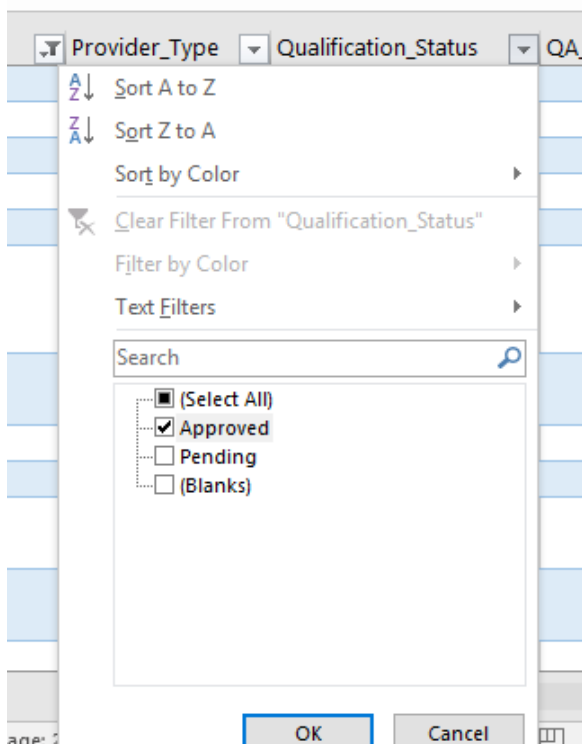 Provider_Type Qualification_Status QA_
Sort A to Z
Sort Z to A
Sort by Color
Clear Filter From "Qualification_Status"
Filter by Color
Text Filters
Search
(Select All)
Approved
Pending
(Blanks)
OK Cancel